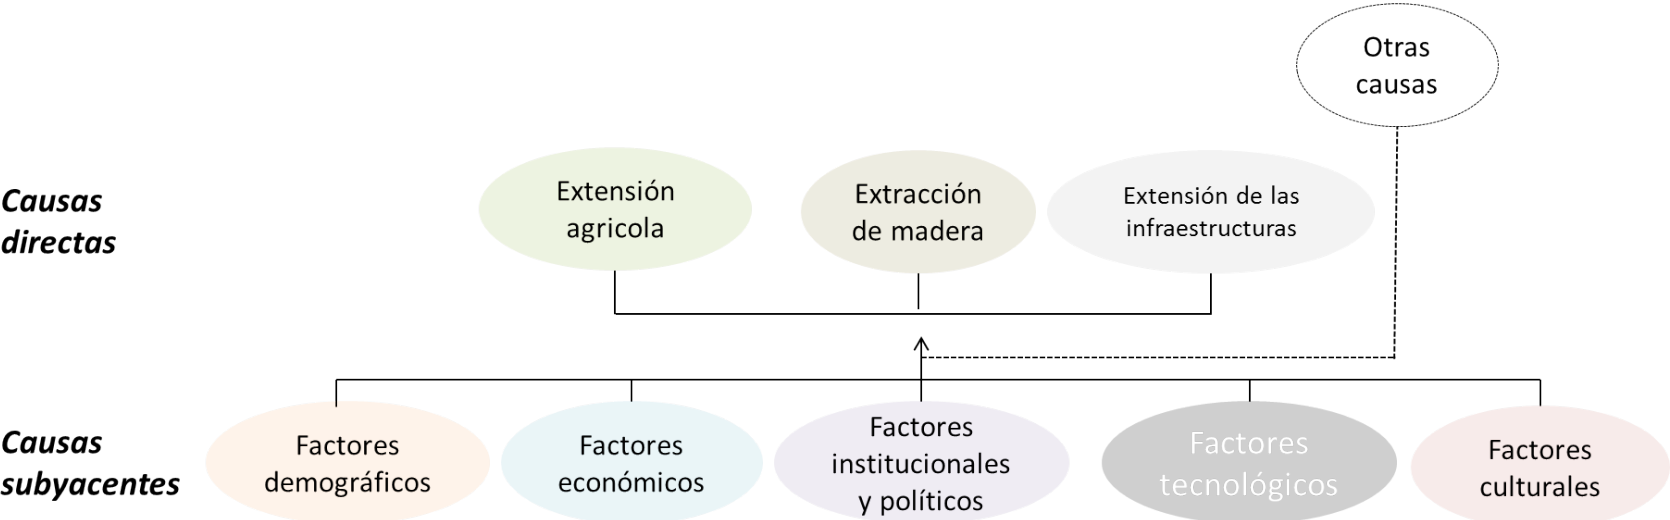 Otras
causas
Causas
directas
Extensión
agricola
Extracción
de madera
Extensión de las
infraestructuras
Causas
subyacentes
Factores
demográficos
Factores
económicos
Factores
institucionales
y políticos
Factores
tecnológicos
Factores
culturales